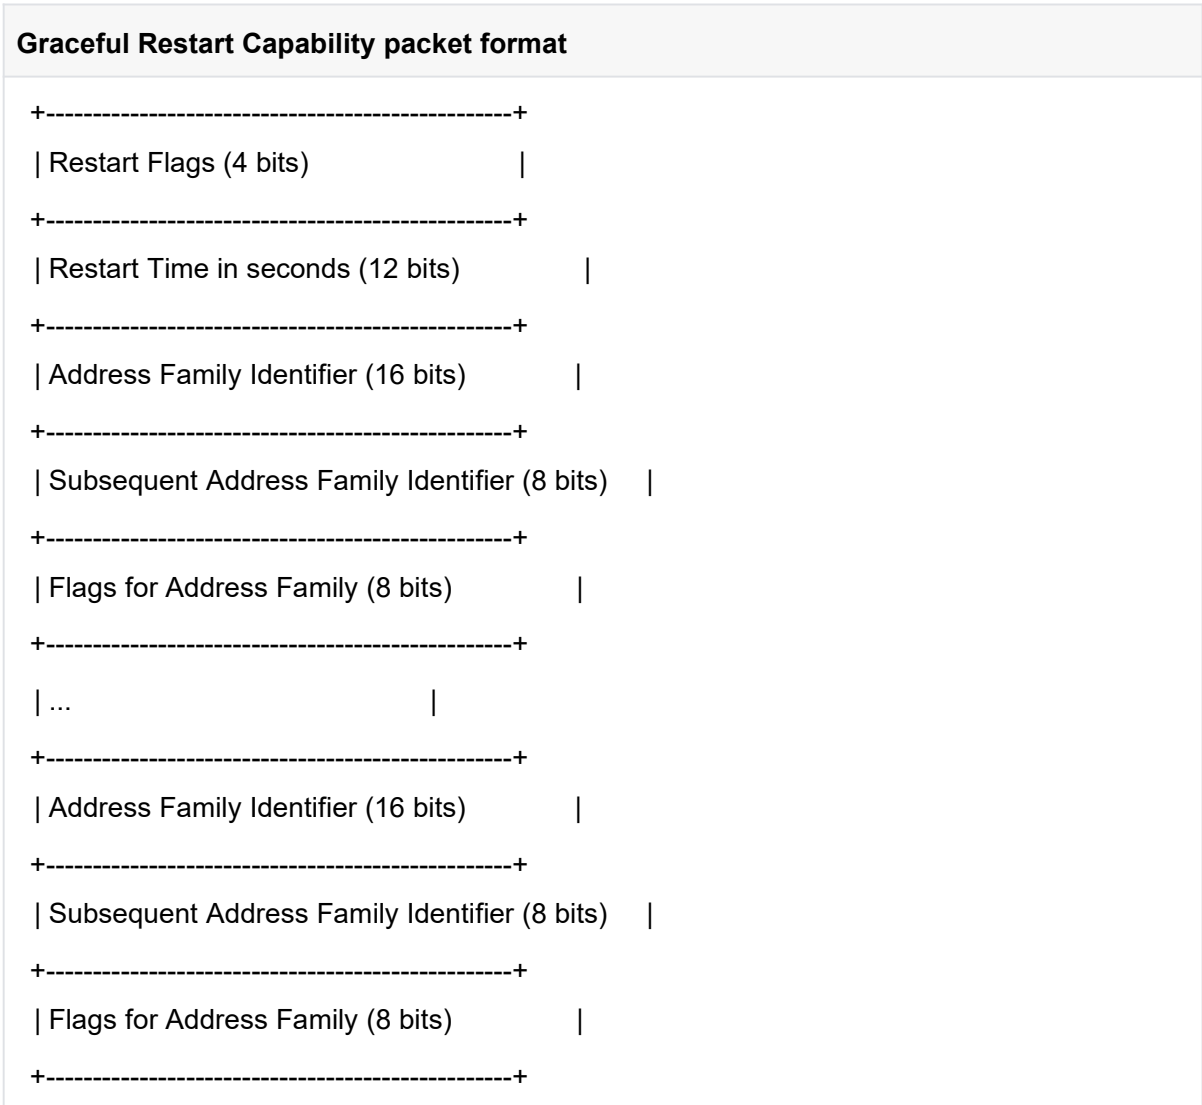 Graceful Restart Capability packet format
+--------------------------------------------------+
| Restart Flags (4 bits)                            |
+--------------------------------------------------+
| Restart Time in seconds (12 bits)                 |
+--------------------------------------------------+
| Address Family Identifier (16 bits)               |
+--------------------------------------------------+
| Subsequent Address Family Identifier (8 bits)     |
+--------------------------------------------------+
| Flags for Address Family (8 bits)                 |
+--------------------------------------------------+
| ...                                               |
+--------------------------------------------------+
| Address Family Identifier (16 bits)               |
+--------------------------------------------------+
| Subsequent Address Family Identifier (8 bits)     |
+--------------------------------------------------+
| Flags for Address Family (8 bits)                 |
+--------------------------------------------------+